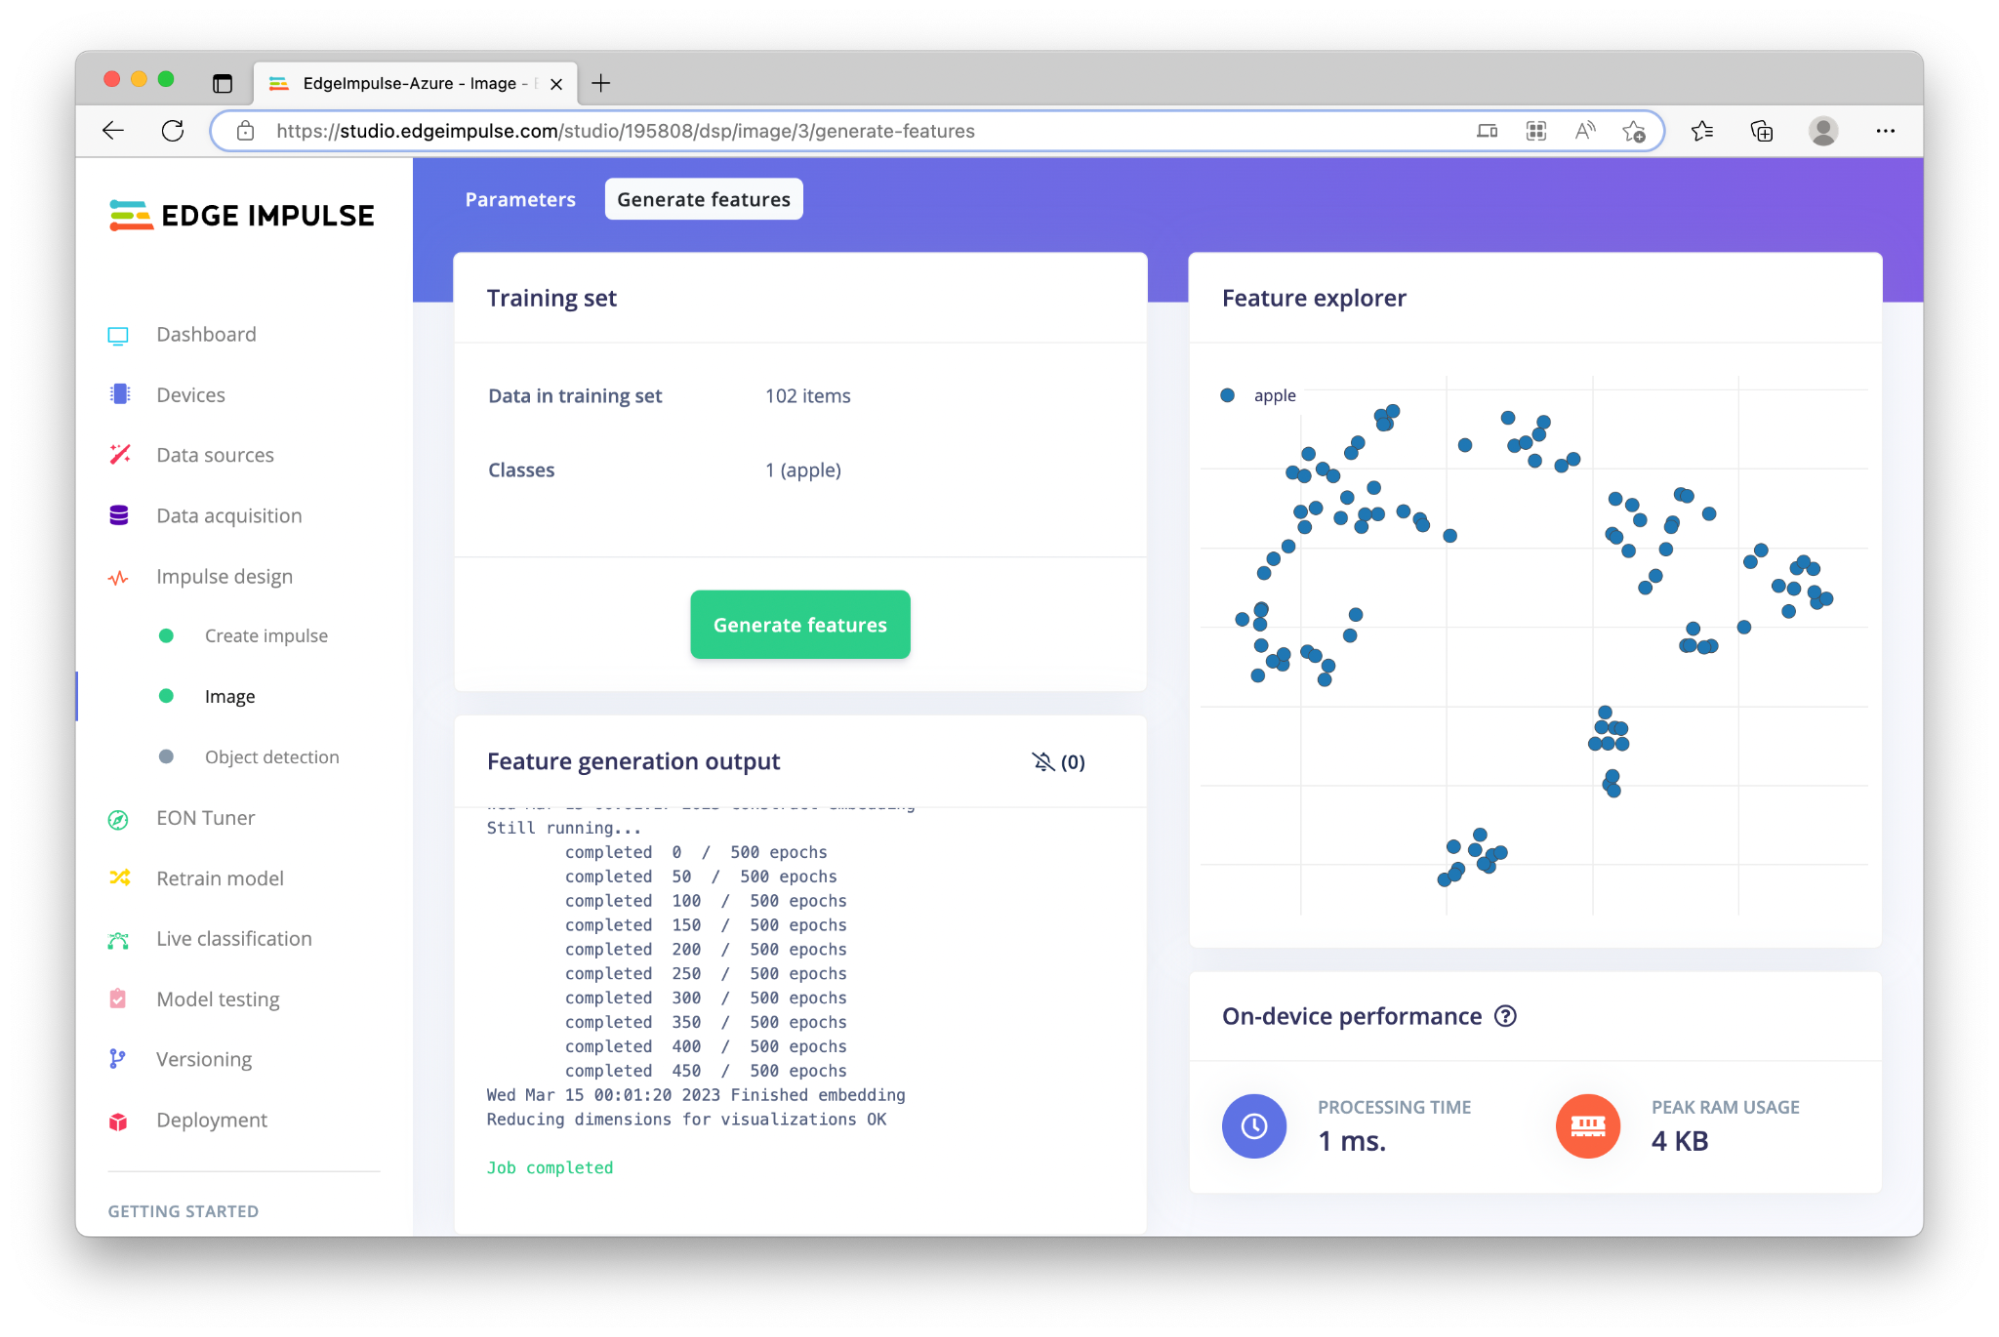 EdgeImpulse-Azure - Image -
https://studio.edgeimpulse.com/studio/195808/dsp/image/3/generate-features
EDGE IMPULSE
Dashboard
Devices
Data sources
Data acquisition
Impulse design
Create impulse
Image
Object detection
EON Tuner
Retrain model
Live classification
Model testing
Versioning
Deployment
GETTING STARTED
Parameters
Generate features
Training set
Data in training set 102 items
Classes 1 (apple)
Generate features
Feature generation output (0)
Still running...
completed 0 / 500 epochs
completed 50 / 500 epochs
completed 100 / 500 epochs
completed 150 / 500 epochs
completed 200 / 500 epochs
completed 250 / 500 epochs
completed 300 / 500 epochs
completed 350 / 500 epochs
completed 400 / 500 epochs
completed 450 / 500 epochs
Wed Mar 15 00:01:20 2023 Finished embedding
Reducing dimensions for visualizations OK
Job completed
Feature explorer
apple
On-device performance ?
PROCESSING TIME
1 ms.
PEAK RAM USAGE
4 KB